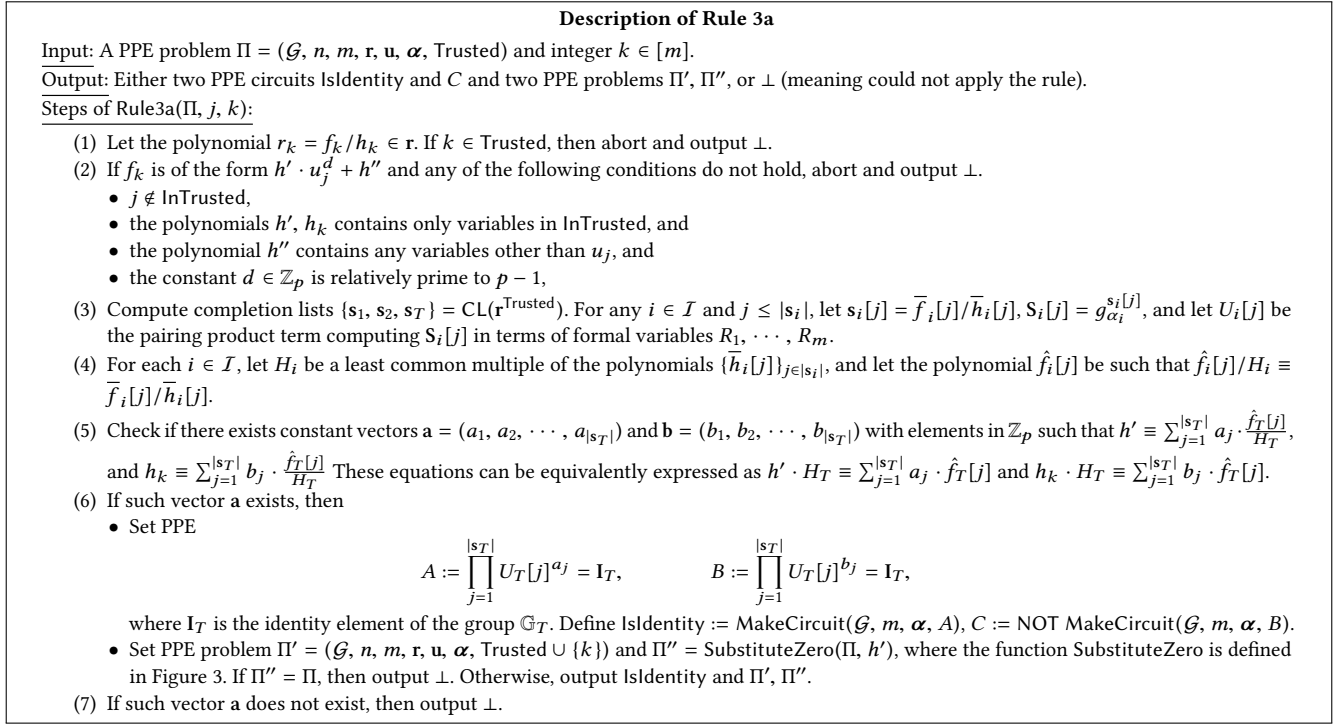 Description of Rule 3a
Input: A PPE problem Π = (𝒢, n, m, r, u, α, Trusted) and integer k ∈ [m].
Output: Either two PPE circuits IsIdentity and C and two PPE problems Π′, Π′′, or ⊥ (meaning could not apply the rule).
Steps of Rule3a(Π, j, k):
(1) Let the polynomial r_k = f_k/h_k ∈ r. If k ∈ Trusted, then abort and output ⊥.
(2) If f_k is of the form h′ · u_j^d + h′′ and any of the following conditions do not hold, abort and output ⊥.
• j ∉ InTrusted,
• the polynomials h′, h_k contains only variables in InTrusted, and
• the polynomial h′′ contains any variables other than u_j, and
• the constant d ∈ ℤ_p is relatively prime to p − 1,
(3) Compute completion lists {s_1, s_2, s_T} = CL(r^Trusted). For any i ∈ ℐ and j ≤ |s_i|, let s_i[j] = f̅_i[j]/h̅_i[j], S_i[j] = g_{α_i}^{s_i[j]}, and let U_i[j] be
the pairing product term computing S_i[j] in terms of formal variables R_1, ⋯ , R_m.
(4) For each i ∈ ℐ, let H_i be a least common multiple of the polynomials {h̅_i[j]}_{j∈|s_i|}, and let the polynomial f̂_i[j] be such that f̂_i[j]/H_i ≡
f̅_i[j]/h̅_i[j].
(5) Check if there exists constant vectors a = (a_1, a_2, ⋯ , a_{|s_T|}) and b = (b_1, b_2, ⋯ , b_{|s_T|}) with elements in ℤ_p such that h′ ≡ ∑_{j=1}^{|s_T|} a_j · f̂_T[j]/H_T,
and h_k ≡ ∑_{j=1}^{|s_T|} b_j · f̂_T[j]/H_T These equations can be equivalently expressed as h′ · H_T ≡ ∑_{j=1}^{|s_T|} a_j · f̂_T[j] and h_k · H_T ≡ ∑_{j=1}^{|s_T|} b_j · f̂_T[j].
(6) If such vector a exists, then
• Set PPE
A := ∏_{j=1}^{|s_T|} U_T[j]^{a_j} = I_T, B := ∏_{j=1}^{|s_T|} U_T[j]^{b_j} = I_T,
where I_T is the identity element of the group 𝔾_T. Define IsIdentity := MakeCircuit(𝒢, m, α, A), C := NOT MakeCircuit(𝒢, m, α, B).
• Set PPE problem Π′ = (𝒢, n, m, r, u, α, Trusted ∪ {k}) and Π′′ = SubstituteZero(Π, h′), where the function SubstituteZero is defined
in Figure 3. If Π′′ = Π, then output ⊥. Otherwise, output IsIdentity and Π′, Π′′.
(7) If such vector a does not exist, then output ⊥.